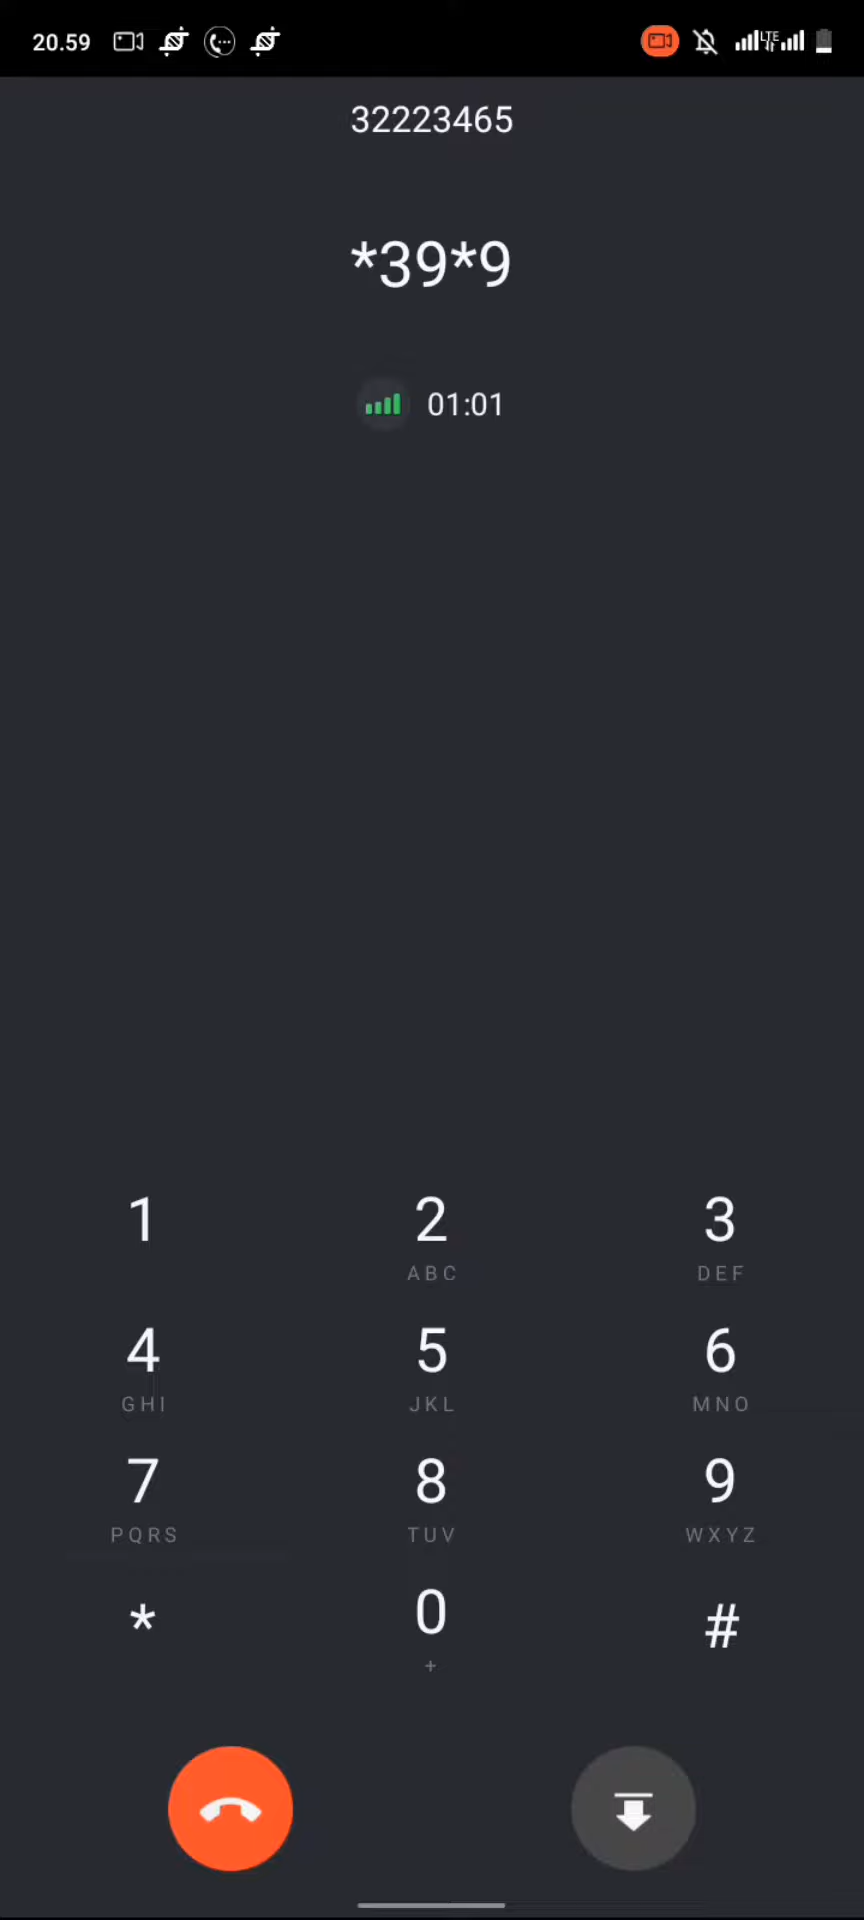 20.59
LTE
32223465
*39*9
01:01
1 2 3
ABC DEF
4 5 6
GHI JKL MNO
7 8 9
PQRS TUV WXYZ
* 0 #
+